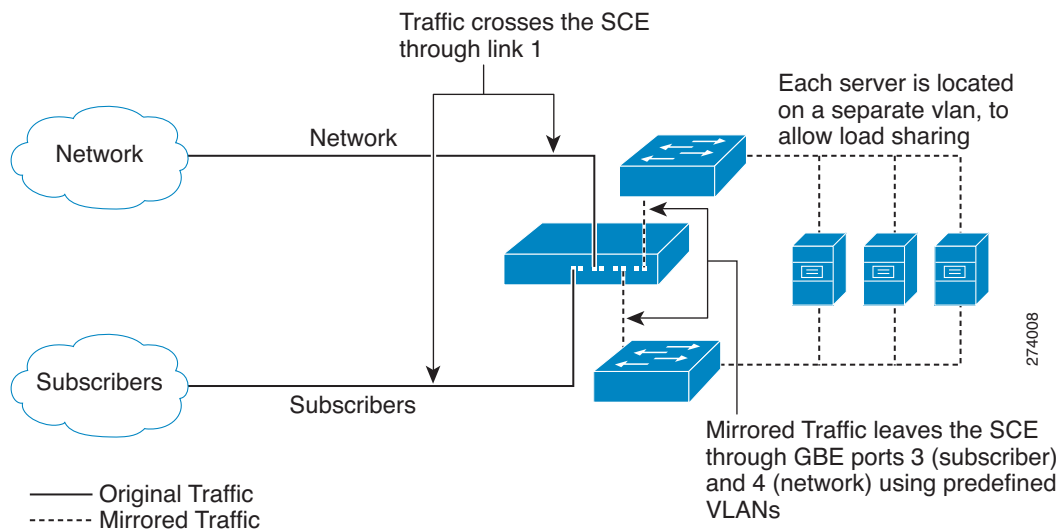 Traffic crosses the SCE
through link 1
Each server is located
on a separate vlan, to
allow load sharing
Network
Network
Subscribers
Subscribers
274008
Mirrored Traffic leaves the SCE
through GBE ports 3 (subscriber)
and 4 (network) using predefined
VLANs
Original Traffic
Mirrored Traffic